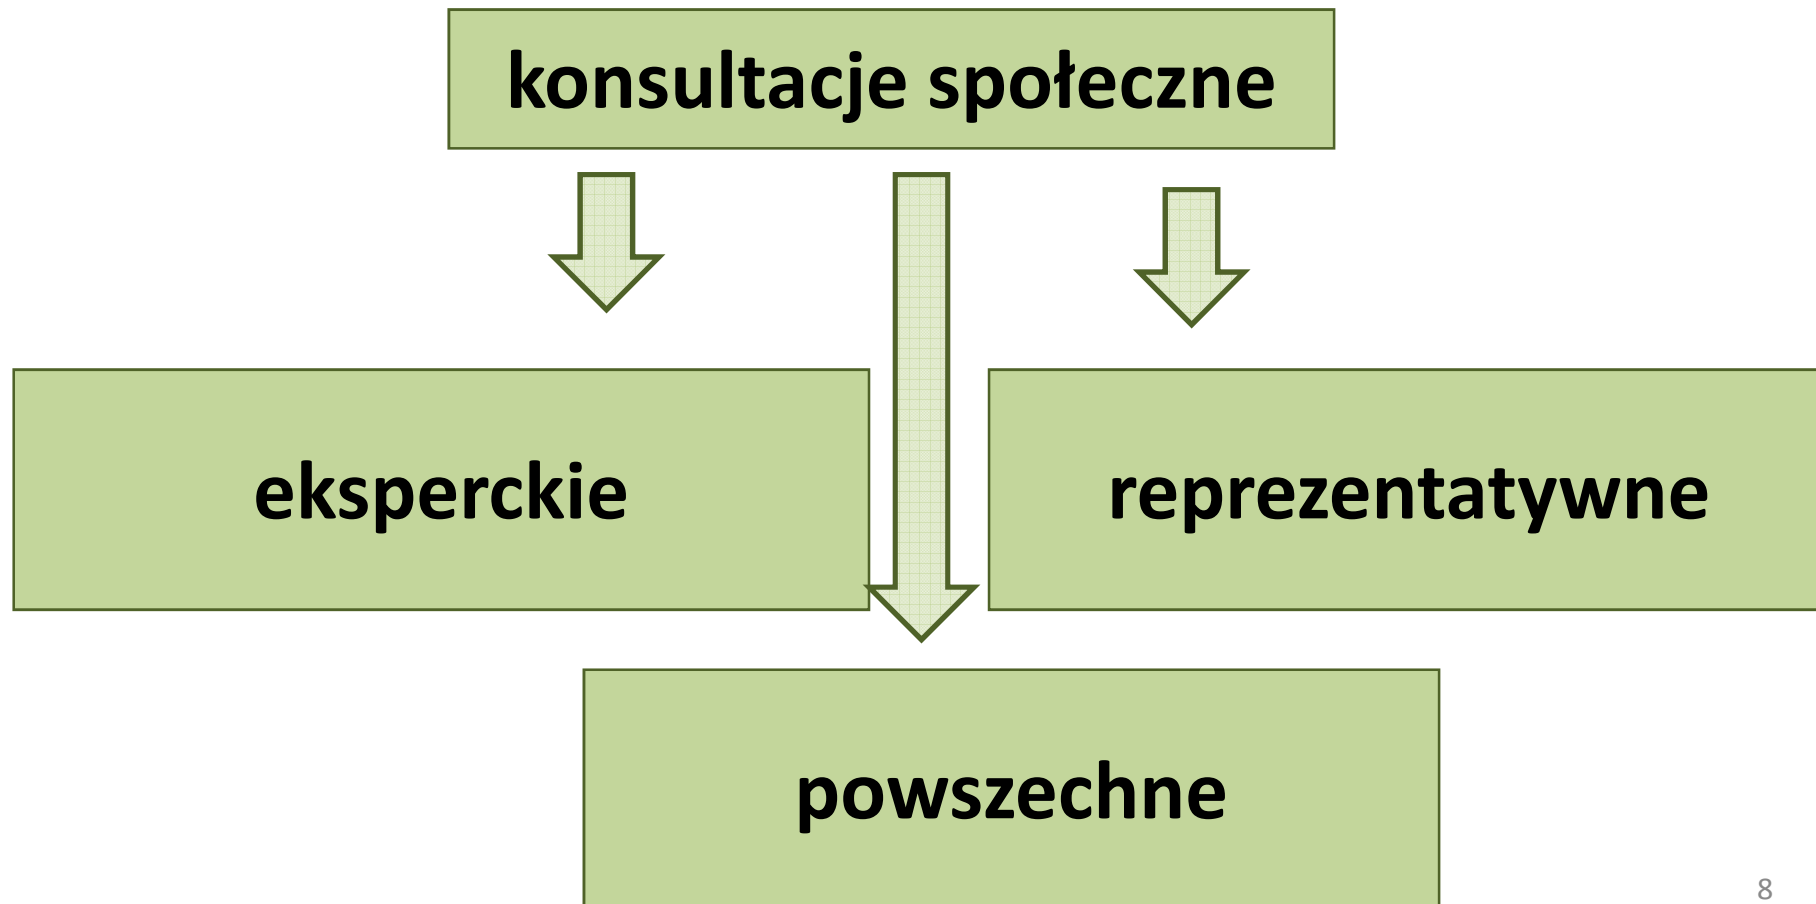 konsultacje społeczne
eksperckie
reprezentatywne
powszechne
8